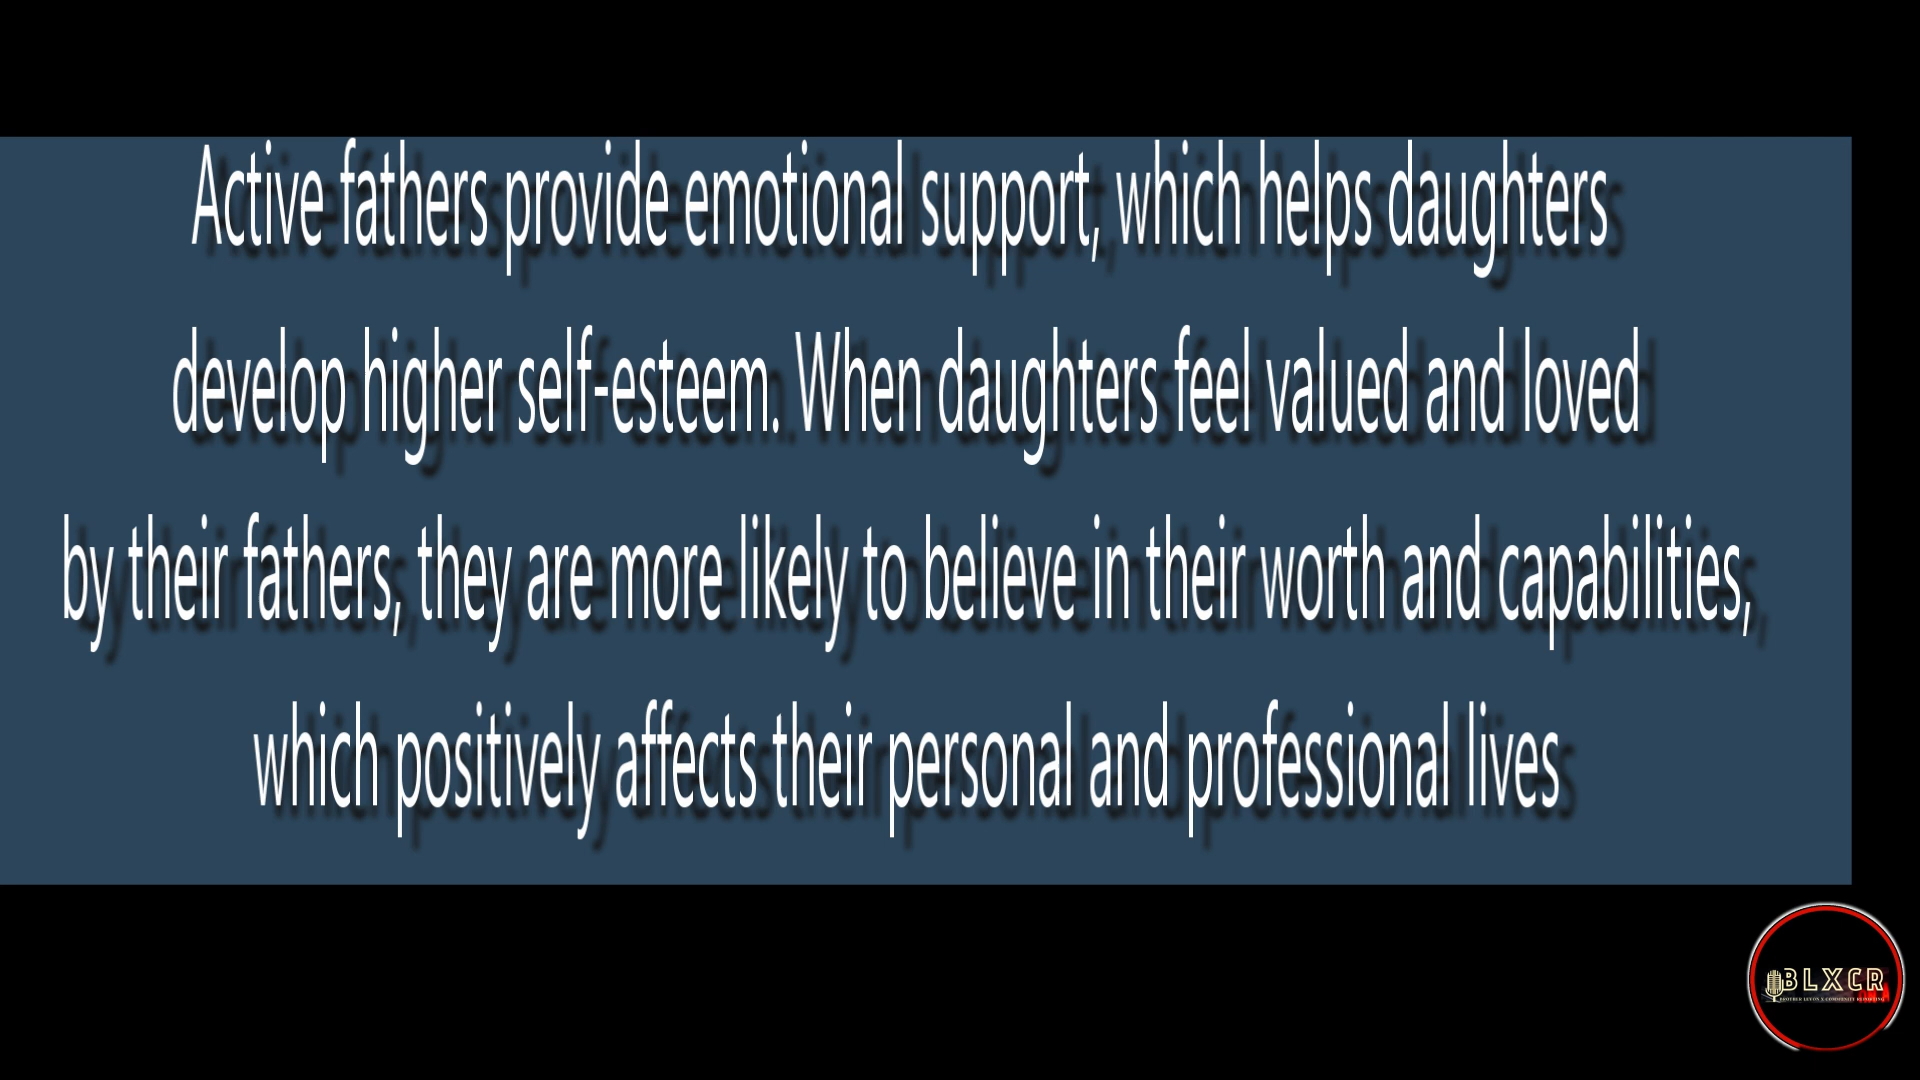 Active fathers provide emotional support, which helps daughters
develop higher self-esteem. When daughters feel valued and loved
by their fathers, they are more likely to believe in their worth and capabilities,
which positively affects their personal and professional lives
BLXCR